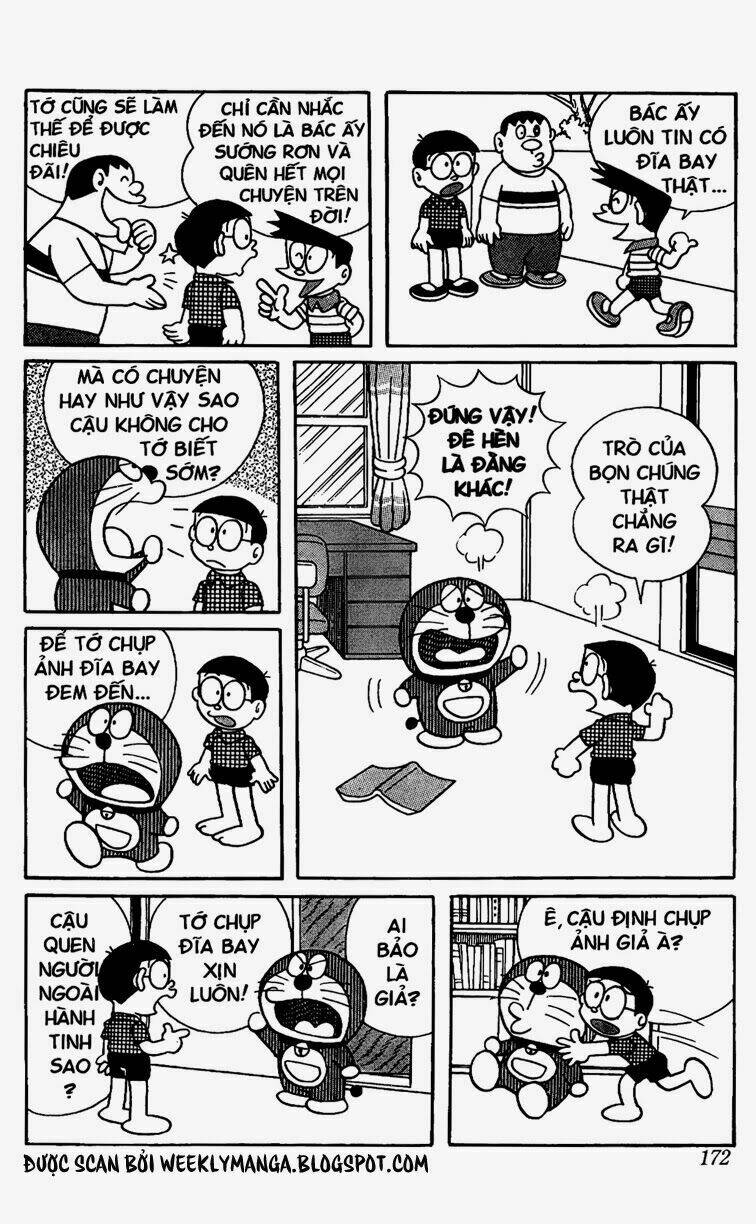 BÁC ẤY
LUÔN TIN CÓ
ĐĨA BAY
THẬT...
CHỈ CẦN NHẮC
ĐẾN NÓ LÀ BÁC ẤY
SƯỚNG RƠN VÀ
QUÊN HẾT MỌI
CHUYỆN TRÊN
ĐỜI!
TỚ CŨNG SẼ LÀM
THẾ ĐỂ ĐƯỢC
CHIÊU
ĐÃI!
TRÒ CỦA
BỌN CHÚNG
THẬT
CHẲNG
RA GÌ!
ĐÚNG VẬY!
ĐÊ HÈN
LÀ ĐẰNG
KHÁC!
MÀ CÓ CHUYỆN
HAY NHƯ VẬY SAO
CẬU KHÔNG CHO
TỚ BIẾT
SỚM?
ĐỂ TỚ CHỤP
ẢNH ĐĨA BAY
ĐEM ĐẾN...
Ê, CẬU ĐỊNH CHỤP
ẢNH GIẢ À?
AI
BẢO
LÀ
GIẢ?
TỚ CHỤP
ĐĨA BAY
XỊN
LUÔN!
CẬU
QUEN
NGƯỜI
NGOÀI
HÀNH
TINH
SAO
?
ĐƯỢC SCAN BỞI WEEKLYMANGA.BLOGSPOT.COM
172